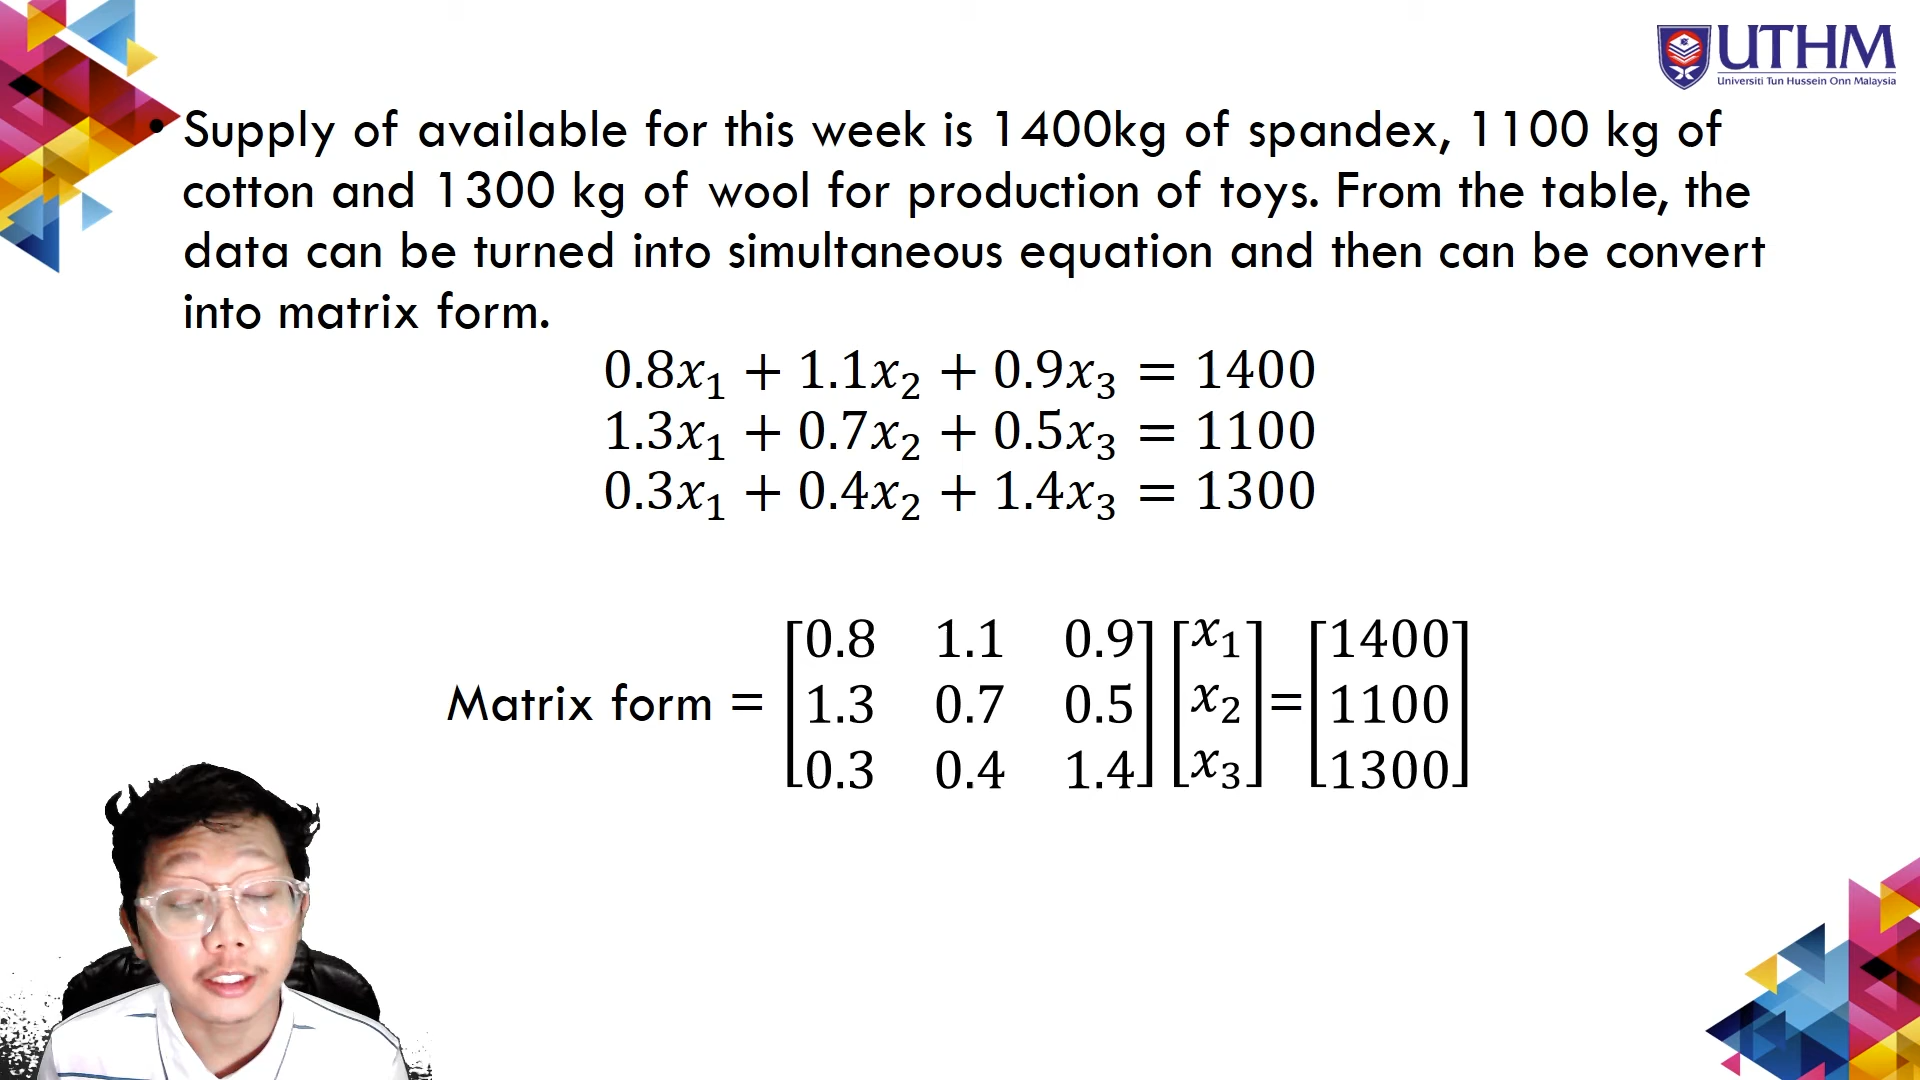 UTHM
Universiti Tun Hussein Onn Malaysia
• Supply of available for this week is 1400kg of spandex, 1100 kg of
cotton and 1300 kg of wool for production of toys. From the table, the
data can be turned into simultaneous equation and then can be convert
into matrix form.
0.8x₁ + 1.1x₂ + 0.9x₃ = 1400
1.3x₁ + 0.7x₂ + 0.5x₃ = 1100
0.3x₁ + 0.4x₂ + 1.4x₃ = 1300
Matrix form = [0.8 1.1 0.9; 1.3 0.7 0.5; 0.3 0.4 1.4] [x₁; x₂; x₃] = [1400; 1100; 1300]